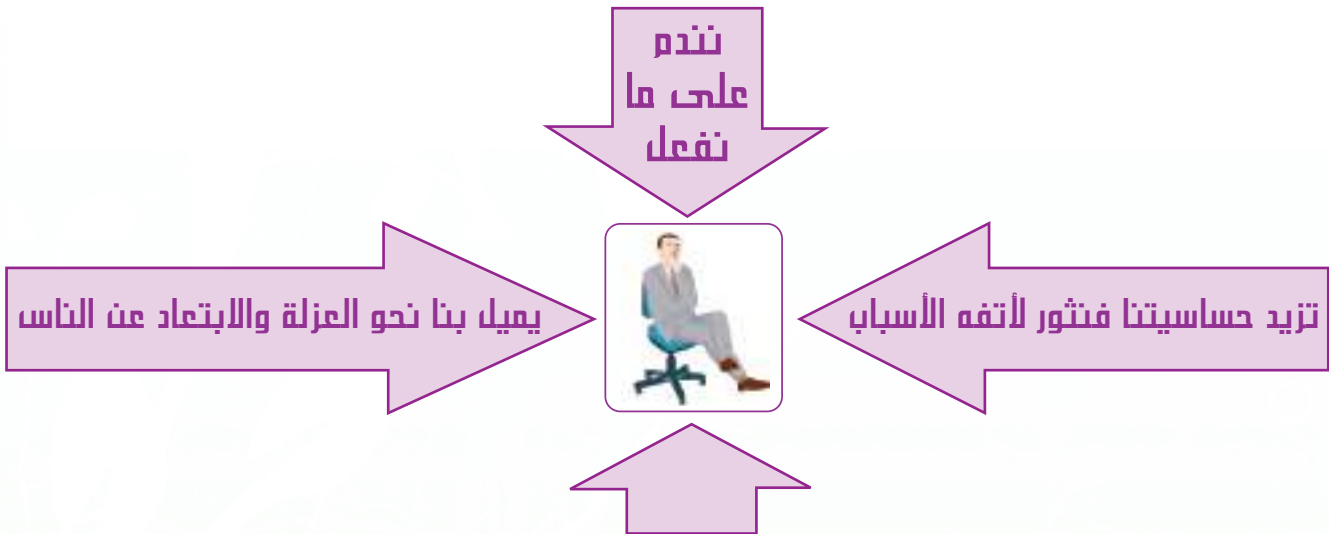 نندم
على ما
نفعل
تزيد حساسيتنا فنثور لأتفه الأسباب
يميل بنا نحو العزلة والابتعاد عن الناس